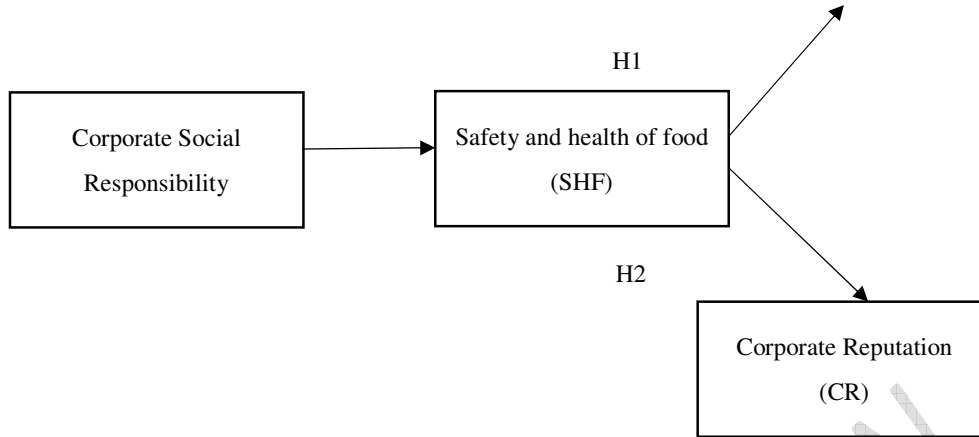 H1
Corporate Social
Responsibility
Safety and health of food
(SHF)
H2
Corporate Reputation
(CR)